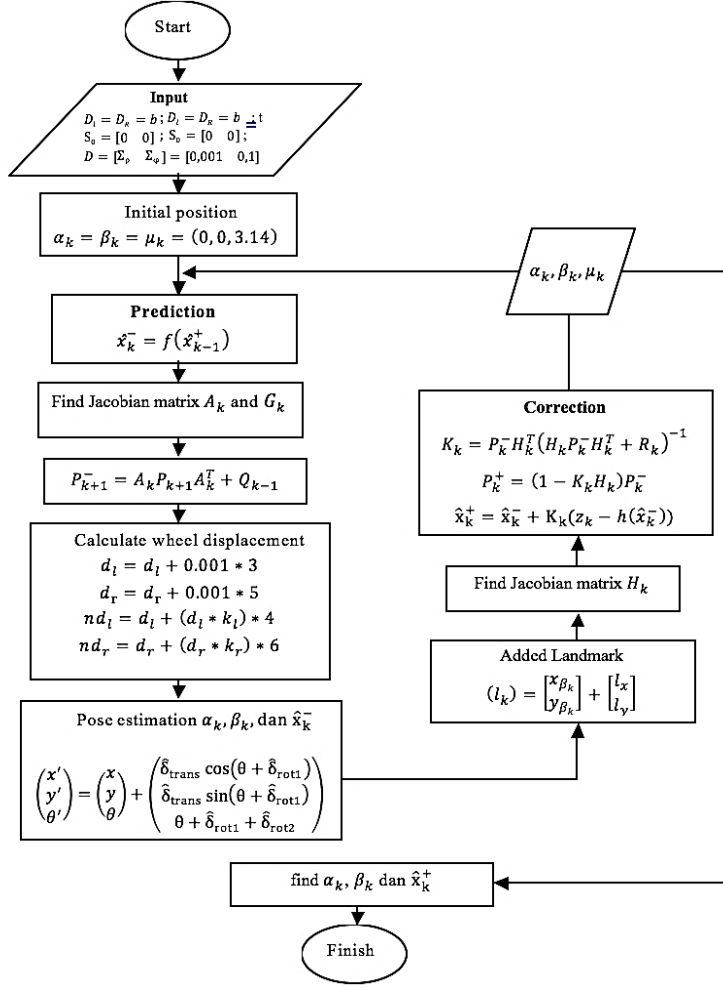 Start
Input
D_l = D_R = b ; D_l = D_R = b ; t
S_0 = [0 0] ; S_0 = [0 0] ;
D = [Σ_ρ Σ_φ] = [0,001 0,1]
Initial position
α_k = β_k = μ_k = (0, 0, 3.14)
Prediction
x̂_k^- = f(x̂_{k-1}^+)
Find Jacobian matrix A_k and G_k
P_{k+1}^- = A_k P_{k+1} A_k^T + Q_{k-1}
Calculate wheel displacement
d_l = d_l + 0.001 * 3
d_r = d_r + 0.001 * 5
nd_l = d_l + (d_l * k_l) * 4
nd_r = d_r + (d_r * k_r) * 6
Pose estimation α_k, β_k, dan x̂_k^-
(x' y' θ') = (x y θ) + (δ̂_trans cos(θ + δ̂_rot1) δ̂_trans sin(θ + δ̂_rot1) θ + δ̂_rot1 + δ̂_rot2)
Added Landmark
(l_k) = [x_{β_k} y_{β_k}] + [l_x l_y]
Find Jacobian matrix H_k
Correction
K_k = P_k^- H_k^T (H_k P_k^- H_k^T + R_k)^{-1}
P_k^+ = (1 − K_k H_k) P_k^-
x̂_k^+ = x̂_k^- + K_k(z_k − h(x̂_k^-))
α_k, β_k, μ_k
find α_k, β_k dan x̂_k^+
Finish